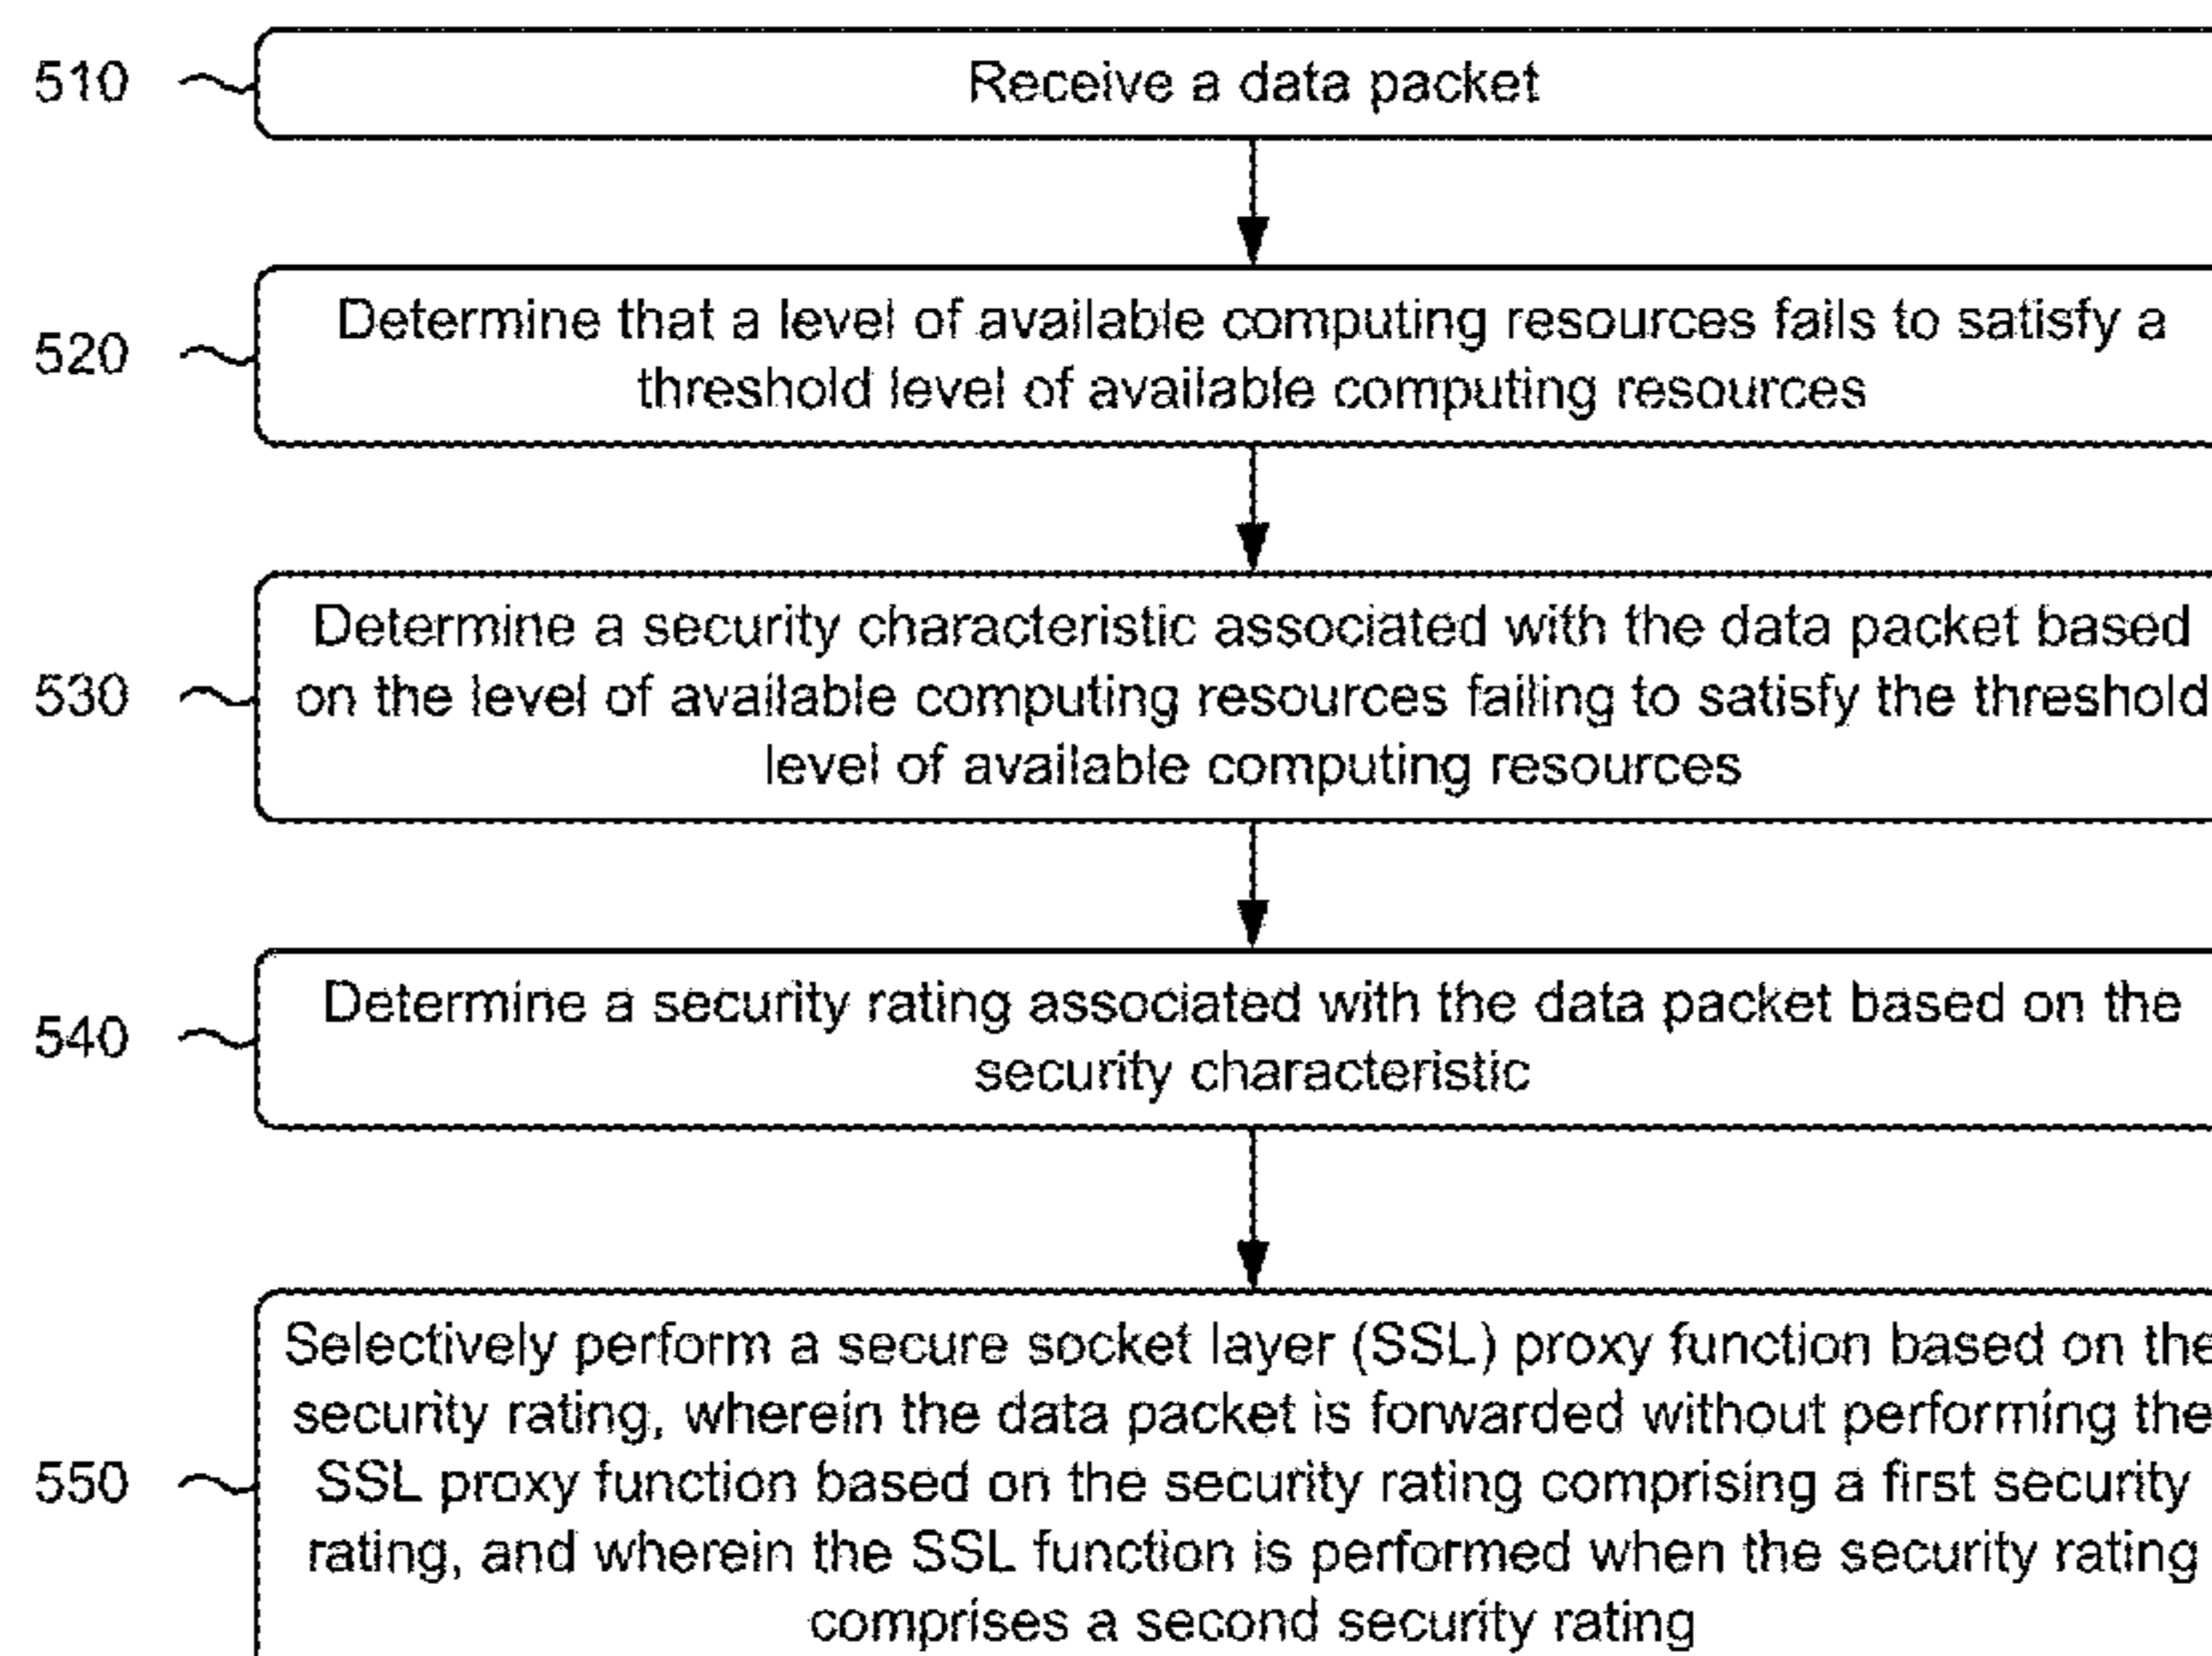 510
Receive a data packet
520
Determine that a level of available computing resources fails to satisfy a
threshold level of available computing resources
530
Determine a security characteristic associated with the data packet based
on the level of available computing resources failing to satisfy the threshold
level of available computing resources
540
Determine a security rating associated with the data packet based on the
security characteristic
550
Selectively perform a secure socket layer (SSL) proxy function based on the
security rating, wherein the data packet is forwarded without performing the
SSL proxy function based on the security rating comprising a first security
rating, and wherein the SSL function is performed when the security rating
comprises a second security rating